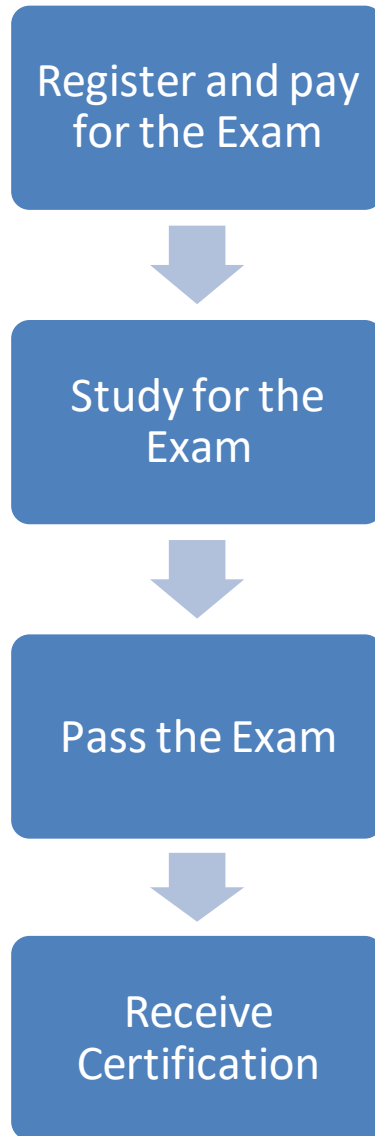 Register and pay
for the Exam
Study for the
Exam
Pass the Exam
Receive
Certification